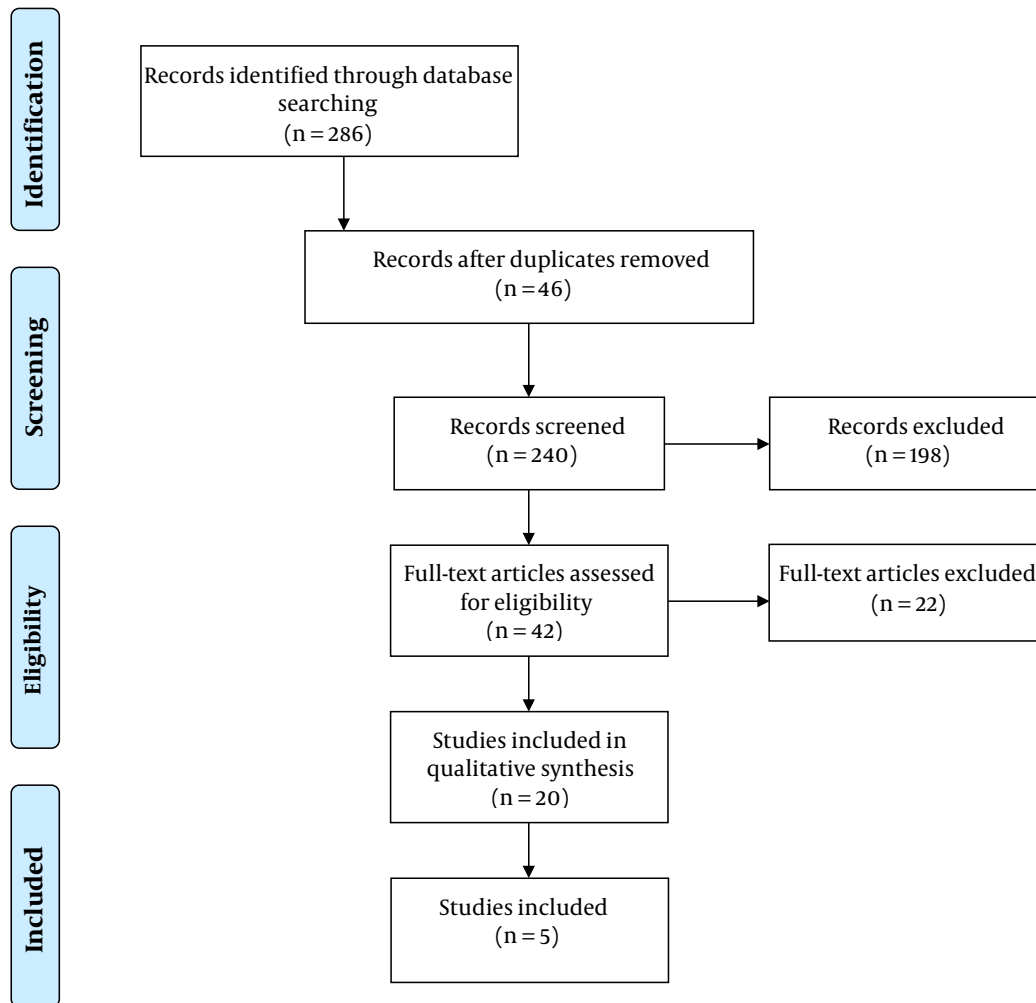 Identification
Records identified through database
searching
(n = 286)
Records after duplicates removed
(n = 46)
Screening
Records screened
(n = 240)
Records excluded
(n = 198)
Eligibility
Full-text articles assessed
for eligibility
(n = 42)
Full-text articles excluded
(n = 22)
Studies included in
qualitative synthesis
(n = 20)
Included
Studies included
(n = 5)